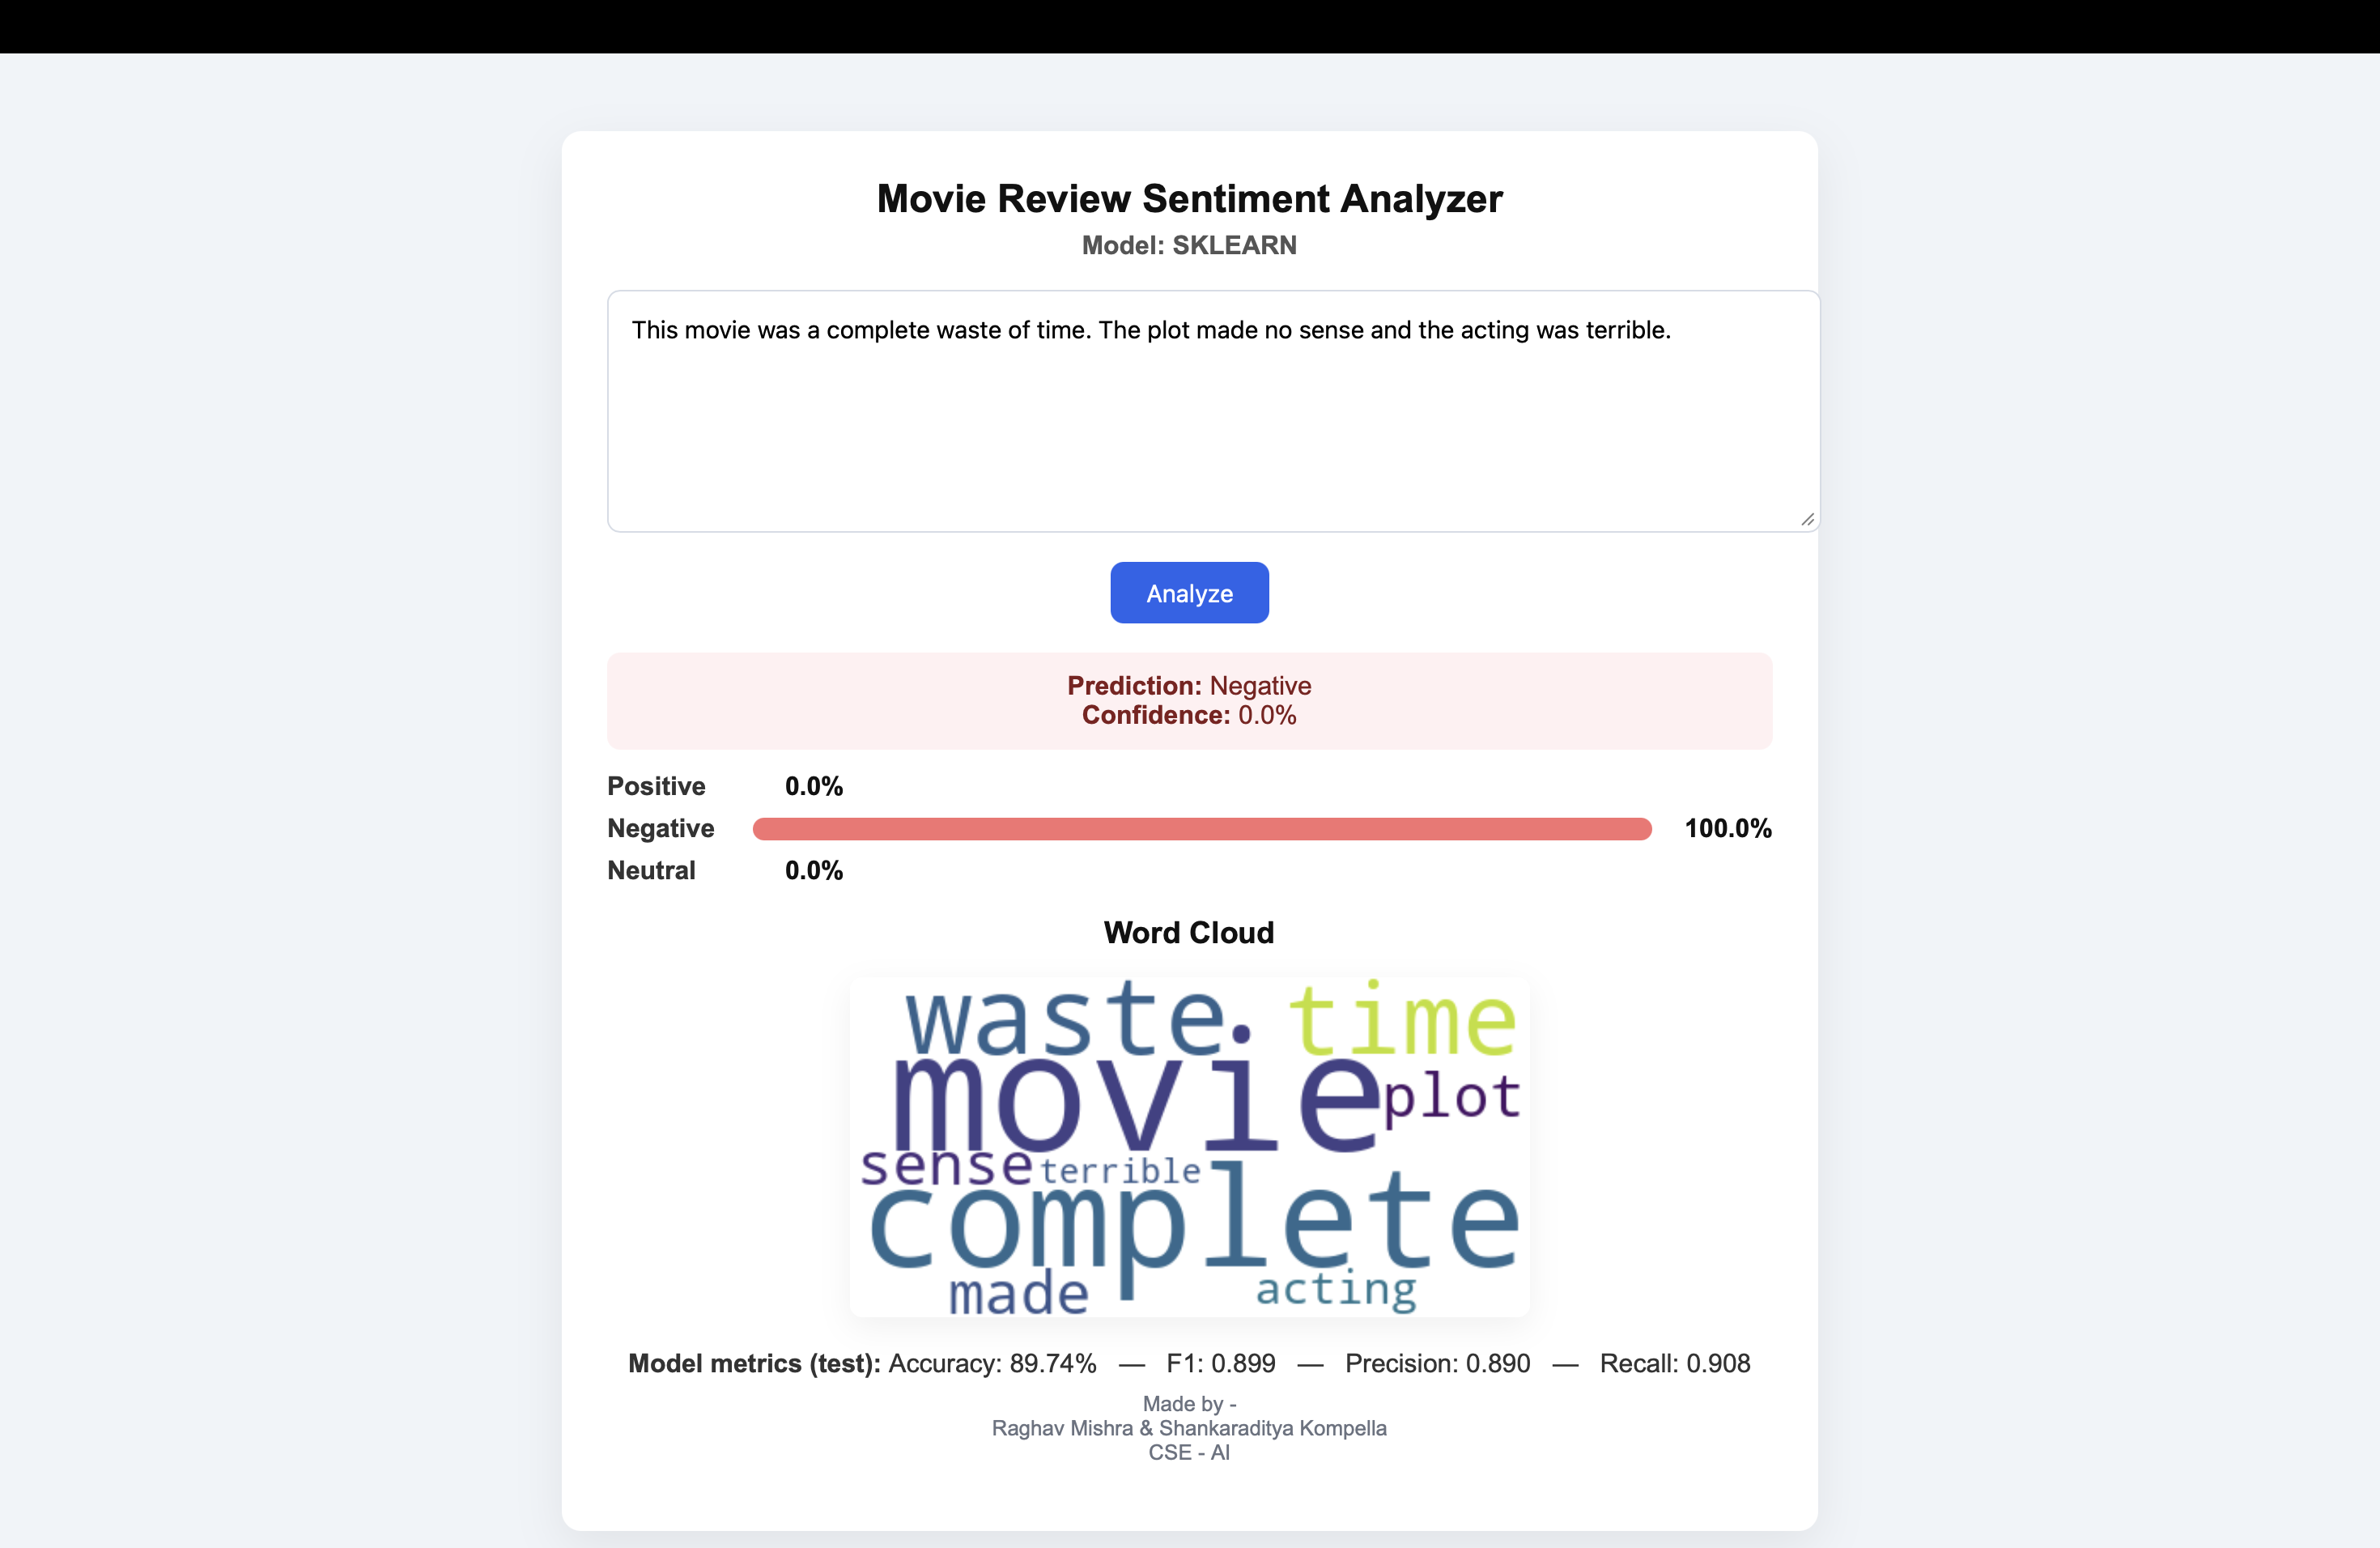 Movie Review Sentiment Analyzer
Model: SKLEARN
This movie was a complete waste of time. The plot made no sense and the acting was terrible.
Analyze
Prediction: Negative
Confidence: 0.0%
Positive 0.0%
Negative 100.0%
Neutral 0.0%
Word Cloud
waste time
movie plot
sense terrible
complete
made acting
Model metrics (test): Accuracy: 89.74% — F1: 0.899 — Precision: 0.890 — Recall: 0.908
Made by -
Raghav Mishra & Shankaraditya Kompella
CSE - AI